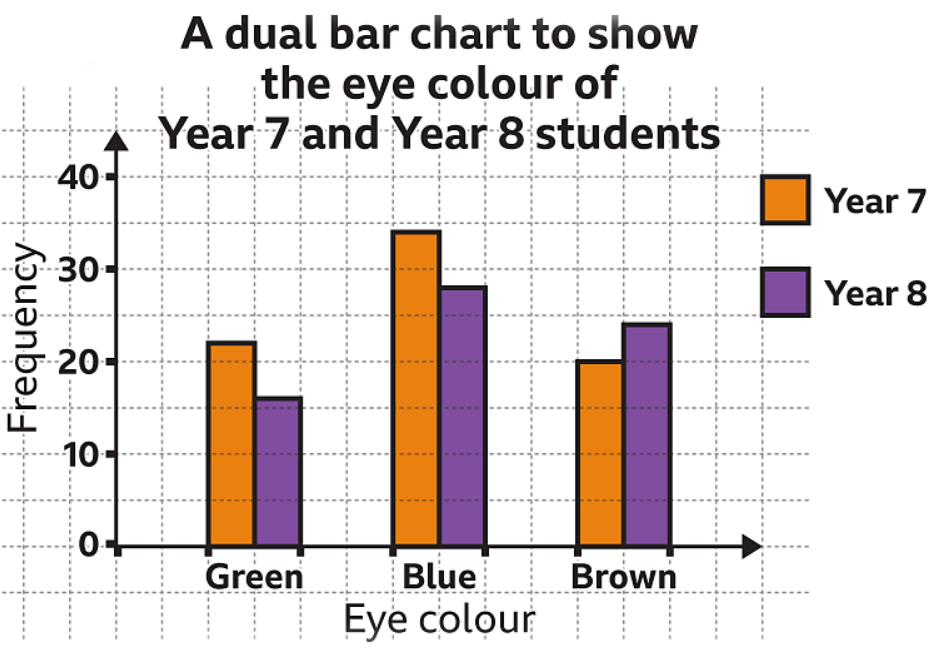 A dual bar chart to show
the eye colour of
Year 7 and Year 8 students
Frequency
40
30
20
10
0
Green Blue Brown
Eye colour
Year 7
Year 8